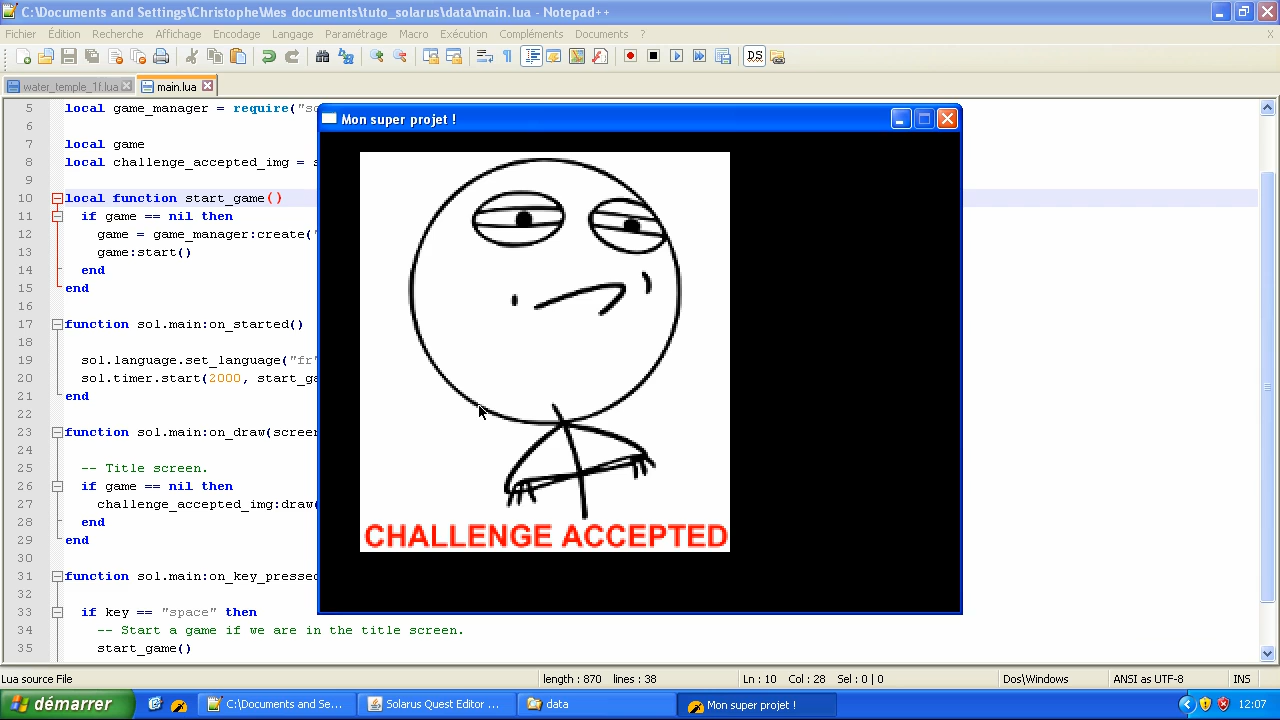 C:\Documents and Settings\Christophe\Mes documents\tuto_solarus\data\main.lua - Notepad++
Fichier Édition Recherche Affichage Encodage Langage Paramétrage Macro Exécution Compléments Documents ? X
water_temple_1f.lua main.lua
5 local game_manager = require("sc
6
7 local game
8 local challenge_accepted_img = s
9
10 local function start_game()
11 if game == nil then
12 game = game_manager:create("
13 game:start()
14 end
15 end
16
17 function sol.main:on_started()
18
19 sol.language.set_language("fr"
20 sol.timer.start(2000, start_ga
21 end
22
23 function sol.main:on_draw(screen
24
25 -- Title screen.
26 if game == nil then
27 challenge_accepted_img:draw(
28 end
29 end
30
31 function sol.main:on_key_pressed
32
33 if key == "space" then
34 -- Start a game if we are in the title screen.
35 start_game()
Mon super projet !
CHALLENGE ACCEPTED
Lua source File length : 870 lines : 38 Ln : 10 Col : 28 Sel : 0 | 0 Dos\Windows ANSI as UTF-8 INS
démarrer C:\Documents and Se... Solarus Quest Editor ... data Mon super projet ! 12:07